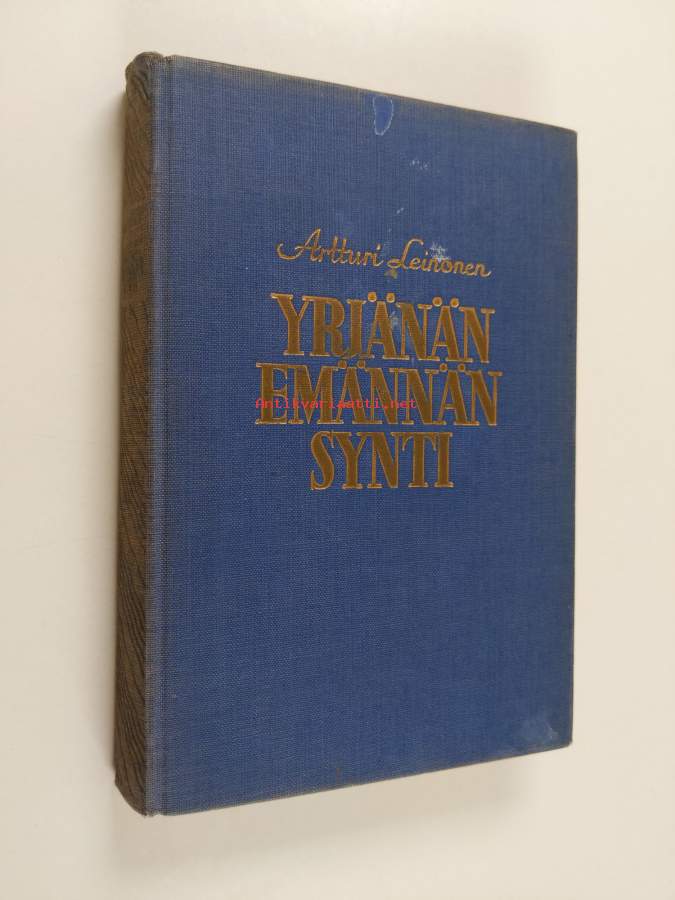 Artturi Leinonen
YRJÄNÄN
EMÄNNÄN
Antikvariaatti.net
SYNTI